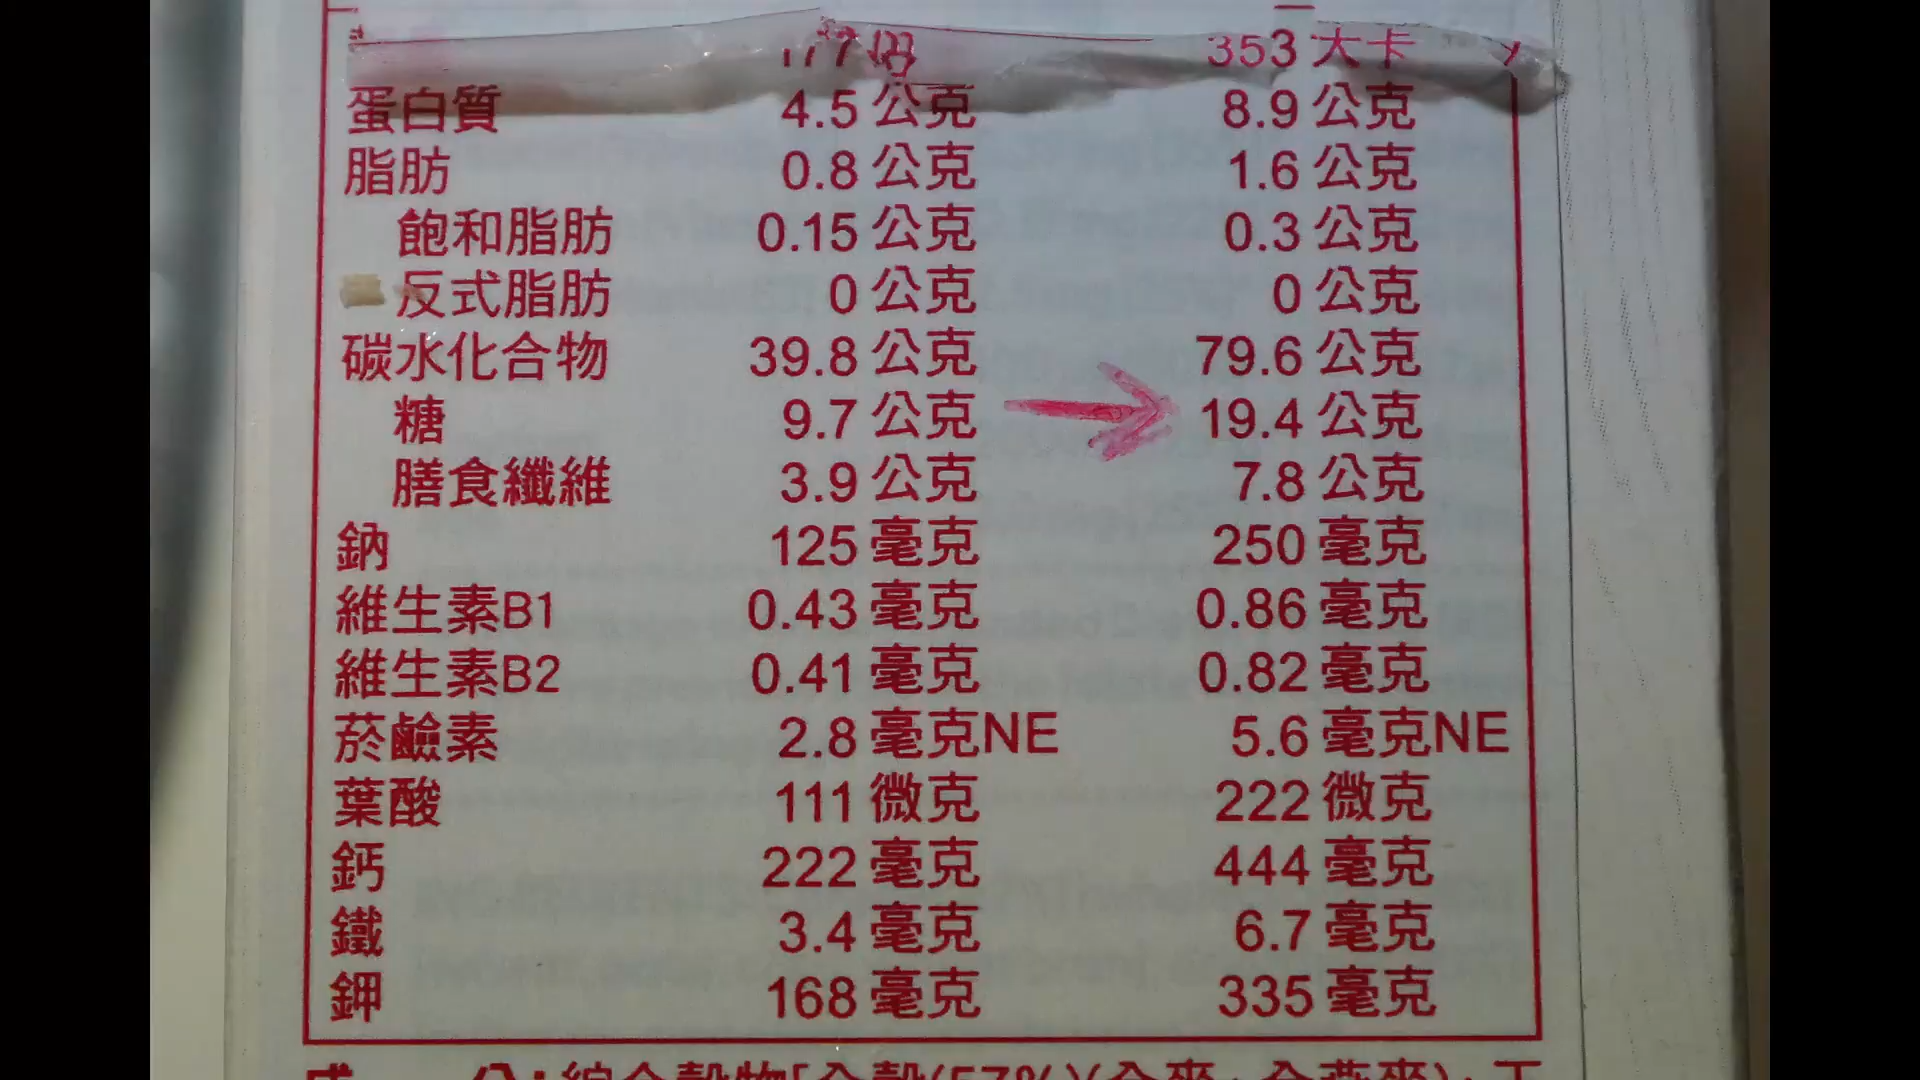 353 大卡
蛋白質 4.5 公克 8.9 公克
脂肪 0.8 公克 1.6 公克
飽和脂肪 0.15 公克 0.3 公克
反式脂肪 0 公克 0 公克
碳水化合物 39.8 公克 79.6 公克
糖 9.7 公克 19.4 公克
膳食纖維 3.9 公克 7.8 公克
鈉 125 毫克 250 毫克
維生素B1 0.43 毫克 0.86 毫克
維生素B2 0.41 毫克 0.82 毫克
菸鹼素 2.8 毫克NE 5.6 毫克NE
葉酸 111 微克 222 微克
鈣 222 毫克 444 毫克
鐵 3.4 毫克 6.7 毫克
鉀 168 毫克 335 毫克